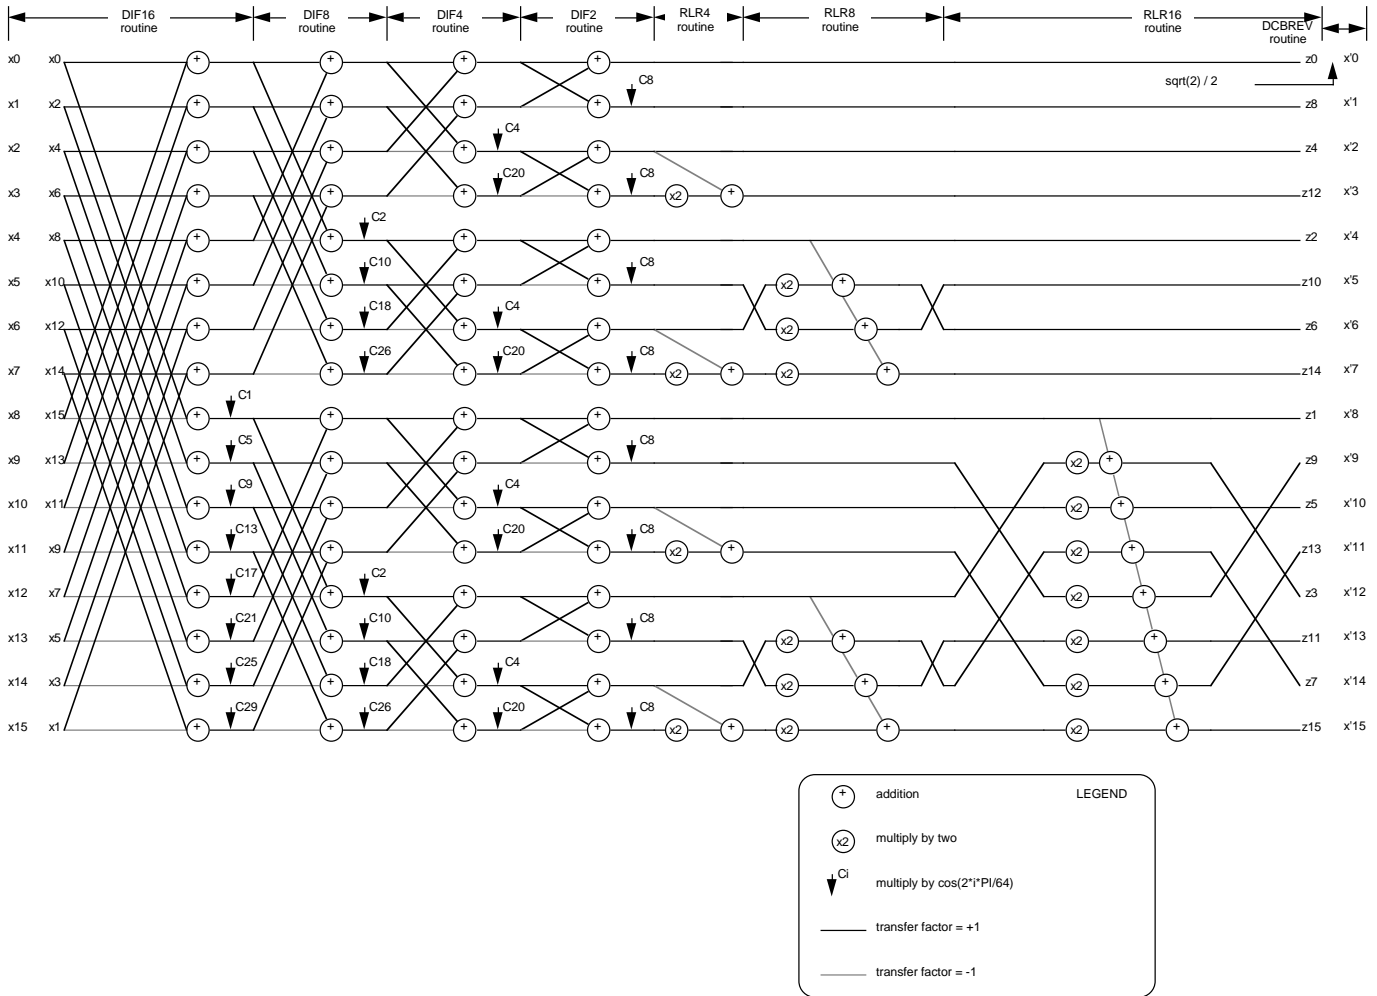 DIF16 routine
DIF8 routine
DIF4 routine
DIF2 routine
RLR4 routine
RLR8 routine
RLR16 routine
DCBREV routine
sqrt(2) / 2
x0 x0 + + + + z0 x'0
x1 x2 + + + + C8 z8 x'1
x2 x4 + + + C4 + z4 x'2
x3 x6 + + + C20 + C8 x2 + z12 x'3
x4 x8 + + C2 + + z2 x'4
x5 x10 + + C10 + + C8 x2 + z10 x'5
x6 x12 + + C18 + C4 + x2 + z6 x'6
x7 x14 + + C26 + C20 + C8 x2 + x2 + z14 x'7
x8 x15 + C1 + + + z1 x'8
x9 x13 + C5 + + + C8 x2 + z9 x'9
x10 x11 + C9 + + C4 + x2 + z5 x'10
x11 x9 + C13 + + C20 + C8 x2 + x2 + z13 x'11
x12 x7 + C17 + C2 + + x2 + z3 x'12
x13 x5 + C21 + C10 + + C8 x2 + x2 + z11 x'13
x14 x3 + C25 + C18 + C4 + x2 + x2 + z7 x'14
x15 x1 + C29 + C26 + C20 + C8 x2 + x2 + x2 + z15 x'15
LEGEND
+ addition
x2 multiply by two
Ci multiply by cos(2*i*PI/64)
transfer factor = +1
transfer factor = -1